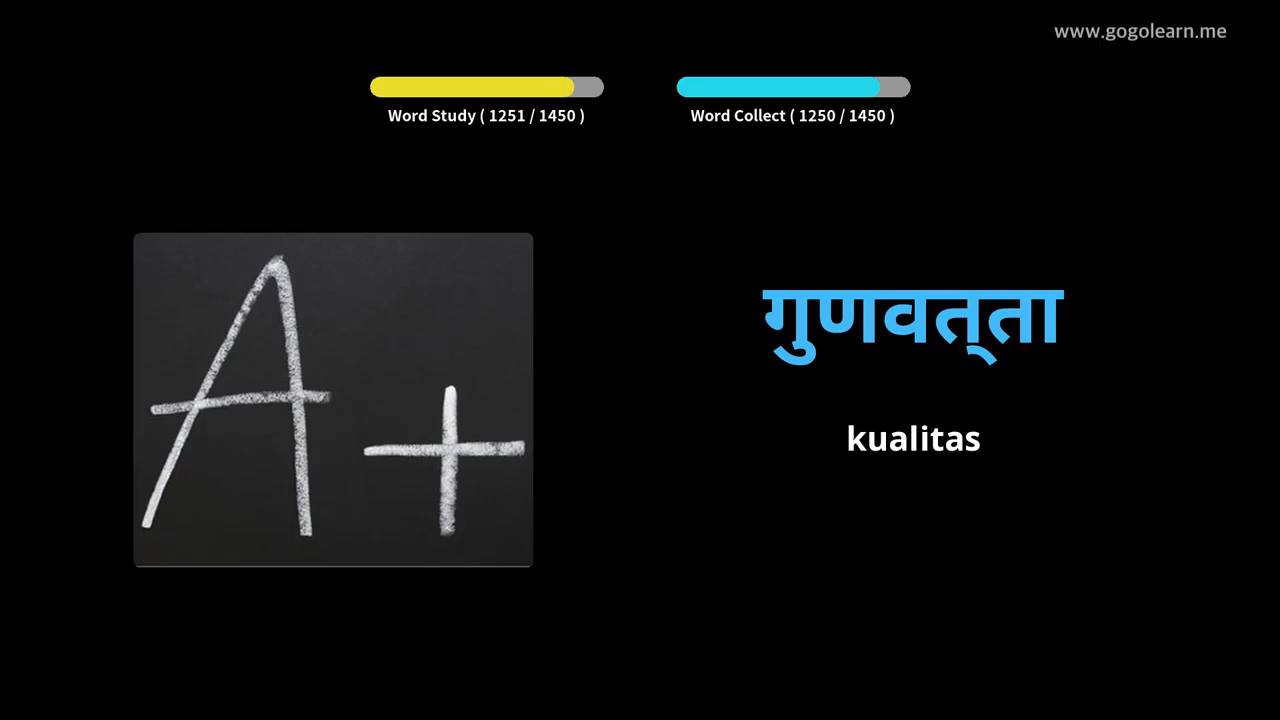 www.gogolearn.me
Word Study ( 1251 / 1450 )
Word Collect ( 1250 / 1450 )
A+
गुणवत्‌ता
kualitas